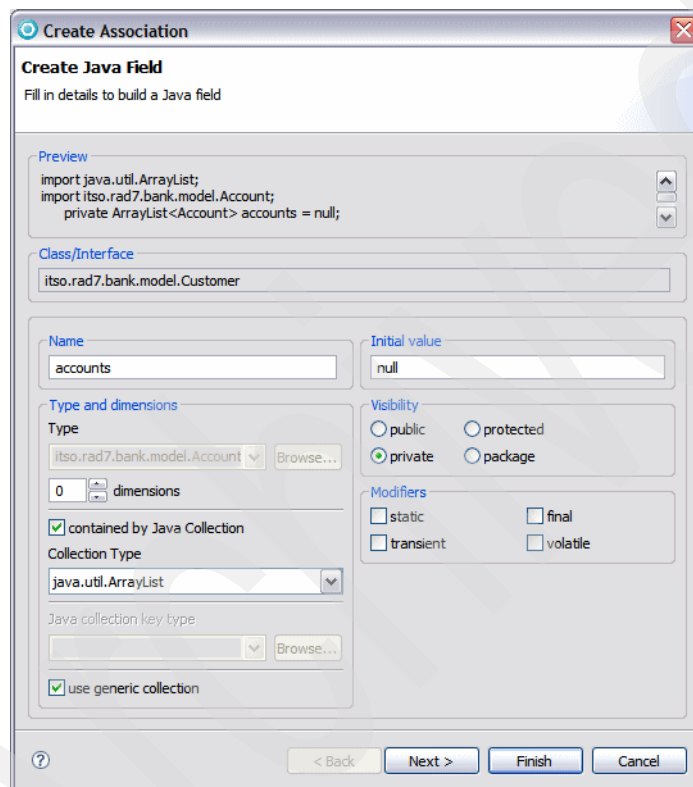 Create Association
Create Java Field
Fill in details to build a Java field
Preview
import java.util.ArrayList;
import itso.rad7.bank.model.Account;
private ArrayList<Account> accounts = null;
Class/Interface
itso.rad7.bank.model.Customer
Name
accounts
Initial value
null
Type and dimensions
Type
itso.rad7.bank.model.Account
Browse...
0 dimensions
contained by Java Collection
Collection Type
java.util.ArrayList
Java collection key type
Browse...
use generic collection
Visibility
public protected
private package
Modifiers
static final
transient volatile
< Back Next > Finish Cancel